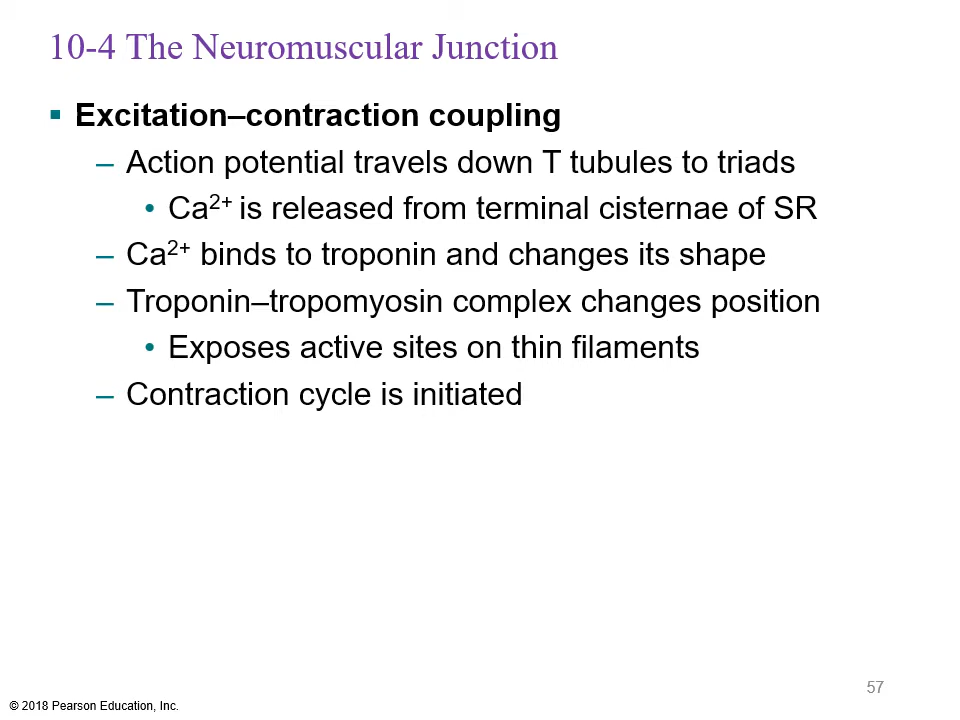 10-4 The Neuromuscular Junction
▪ Excitation–contraction coupling
– Action potential travels down T tubules to triads
• Ca²⁺ is released from terminal cisternae of SR
– Ca²⁺ binds to troponin and changes its shape
– Troponin–tropomyosin complex changes position
• Exposes active sites on thin filaments
– Contraction cycle is initiated
57
© 2018 Pearson Education, Inc.